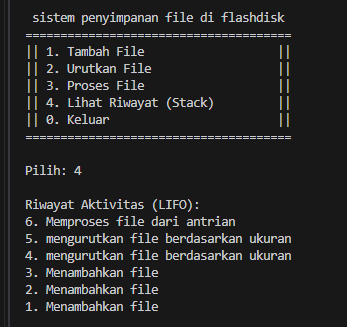 sistem penyimpanan file di flashdisk
======================================
|| 1. Tambah File                   ||
|| 2. Urutkan File                  ||
|| 3. Proses File                   ||
|| 4. Lihat Riwayat (Stack)         ||
|| 0. Keluar                        ||
======================================
Pilih: 4
Riwayat Aktivitas (LIFO):
6. Memproses file dari antrian
5. mengurutkan file berdasarkan ukuran
4. mengurutkan file berdasarkan ukuran
3. Menambahkan file
2. Menambahkan file
1. Menambahkan file